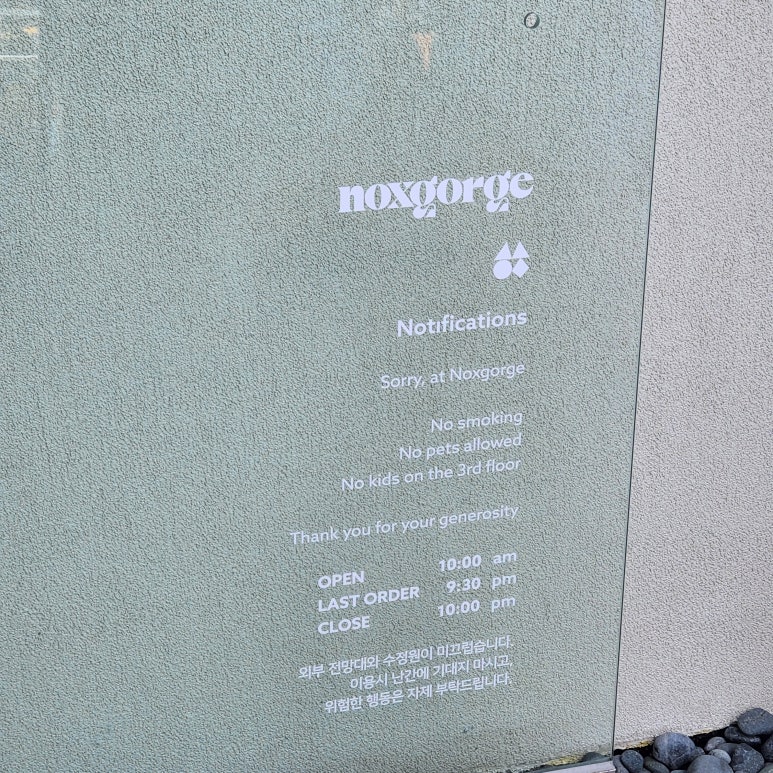 noxgorge
Notifications
Sorry, at Noxgorge
No smoking
No pets allowed
No kids on the 3rd floor
Thank you for your generosity
OPEN 10:00 am
LAST ORDER 9:30 pm
CLOSE 10:00 pm
외부 전망대와 수정원이 미끄럽습니다.
이용시 난간에 기대지 마시고,
위험한 행동은 자제 부탁드립니다.